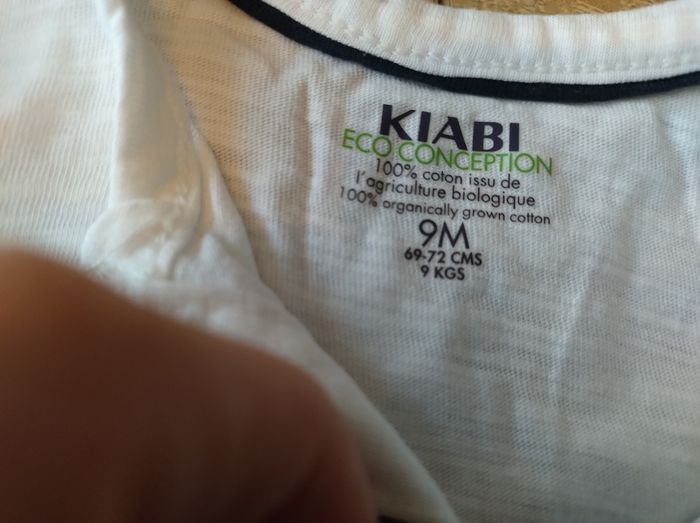 KIABI
ECO CONCEPTION
100% coton issu de
l'agriculture biologique
100% organically grown cotton
9M
69-72 CMS
9 KGS